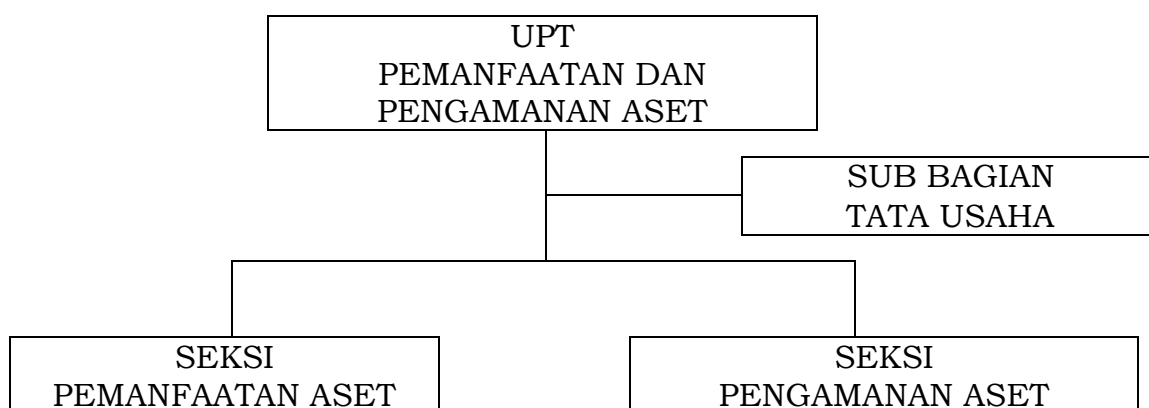 UPT
PEMANFAATAN DAN
PENGAMANAN ASET
SUB BAGIAN
TATA USAHA
SEKSI
PEMANFAATAN ASET
SEKSI
PENGAMANAN ASET